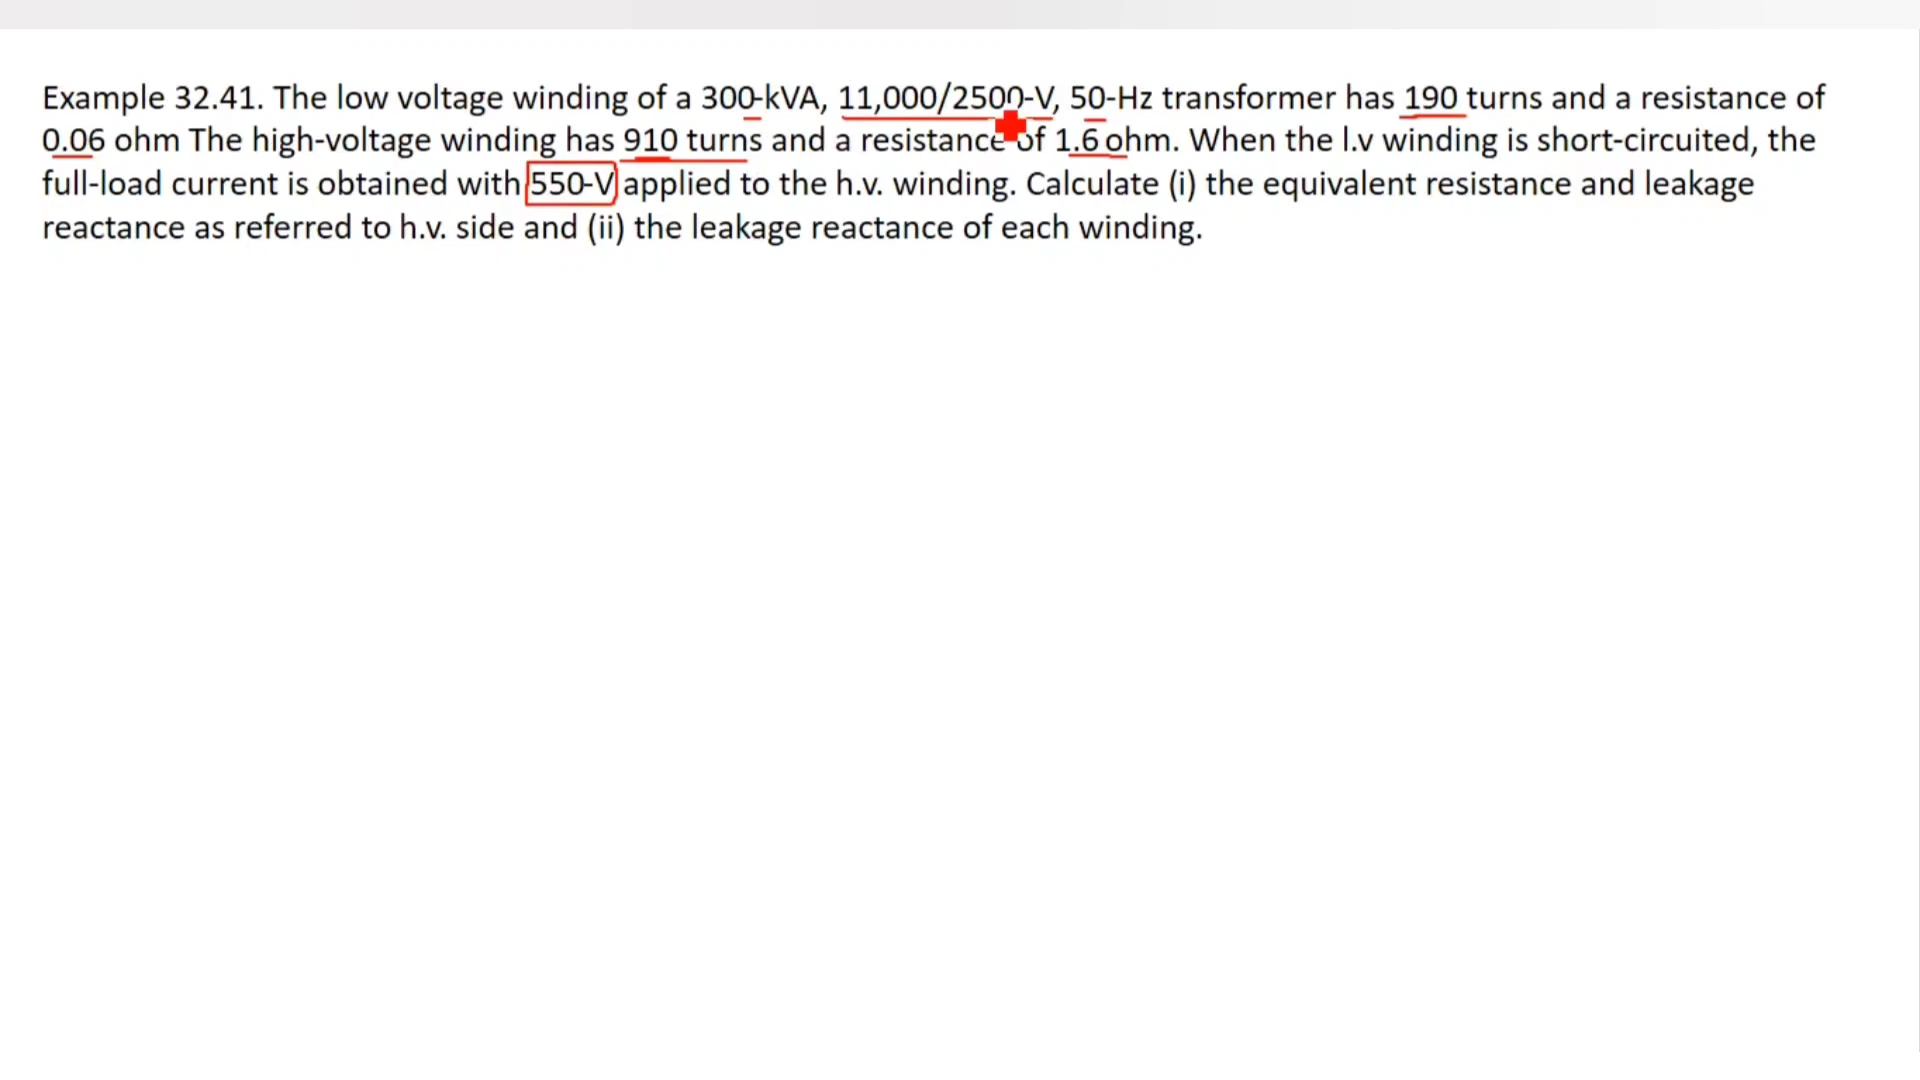 Example 32.41. The low voltage winding of a 300-kVA, 11,000/2500-V, 50-Hz transformer has 190 turns and a resistance of
0.06 ohm The high-voltage winding has 910 turns and a resistance of 1.6 ohm. When the l.v winding is short-circuited, the
full-load current is obtained with 550-V applied to the h.v. winding. Calculate (i) the equivalent resistance and leakage
reactance as referred to h.v. side and (ii) the leakage reactance of each winding.